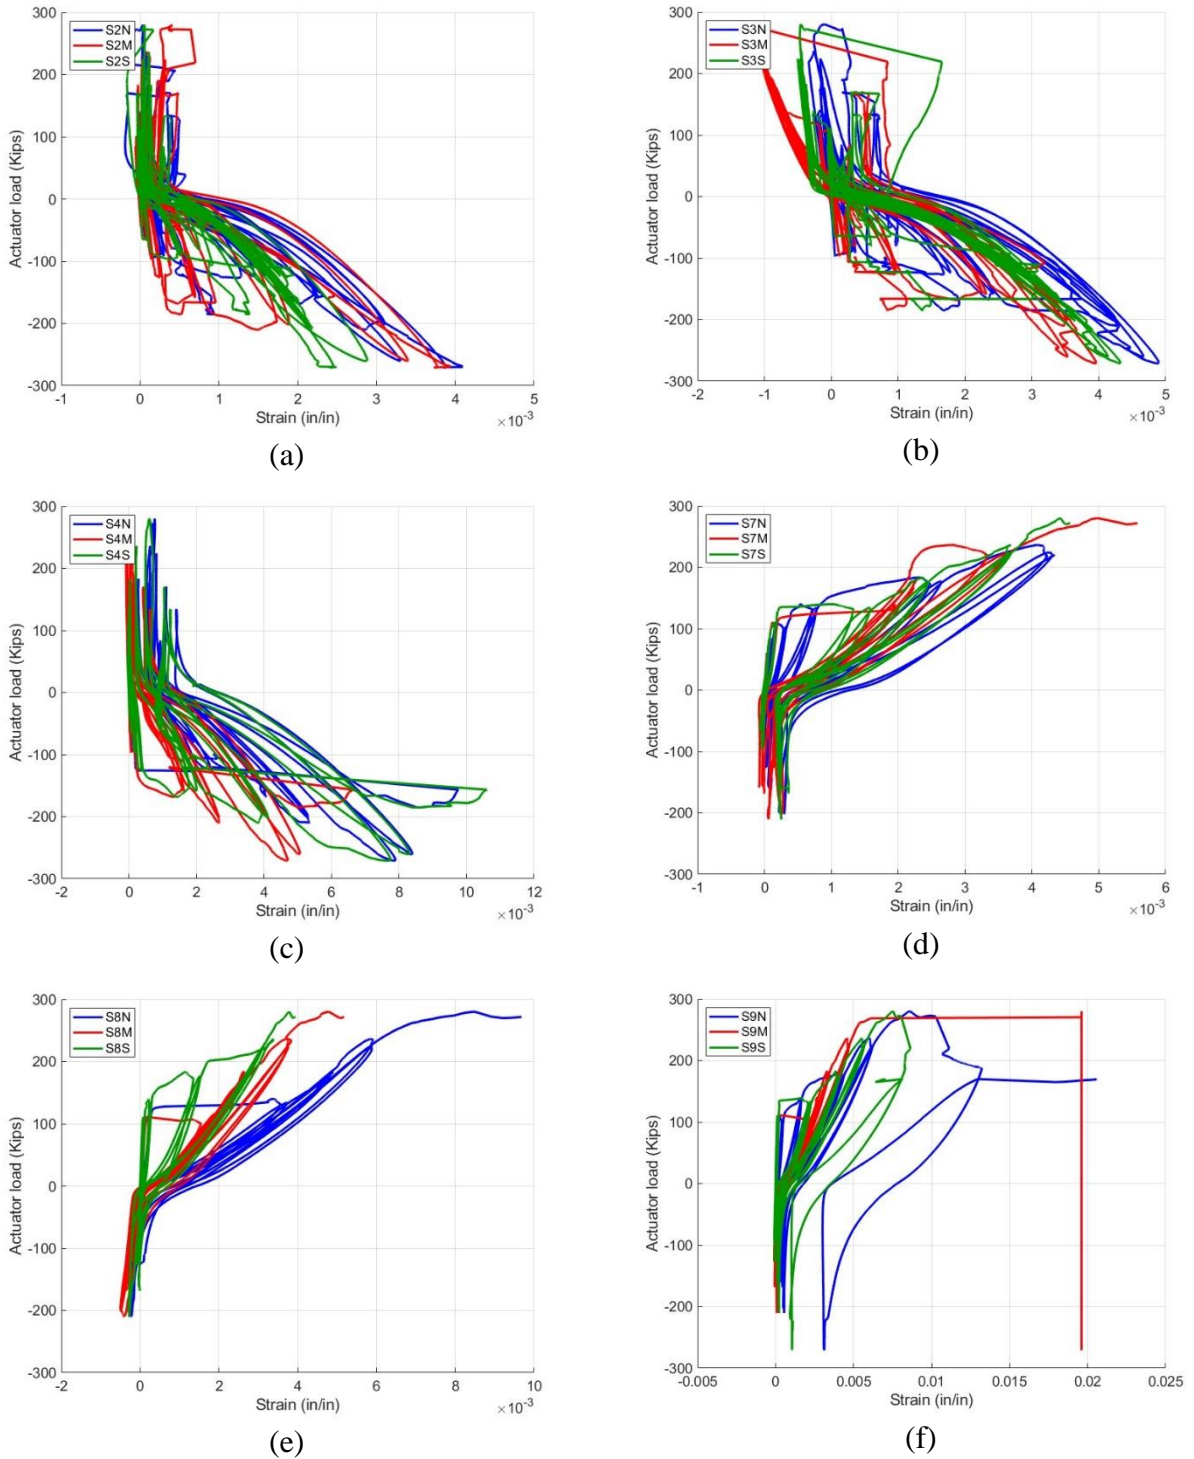 300
200
100
0
-100
-200
-300
Actuator load (Kips)
S2N
S2M
S2S
-1 0 1 2 3 4 5
Strain (in/in)
×10-3
(a)
300
200
100
0
-100
-200
-300
Actuator load (Kips)
S3N
S3M
S3S
-2 -1 0 1 2 3 4 5
Strain (in/in)
×10-3
(b)
300
200
100
0
-100
-200
-300
Actuator load (Kips)
S4N
S4M
S4S
-2 0 2 4 6 8 10 12
Strain (in/in)
×10-3
(c)
300
200
100
0
-100
-200
-300
Actuator load (Kips)
S7N
S7M
S7S
-1 0 1 2 3 4 5 6
Strain (in/in)
×10-3
(d)
300
200
100
0
-100
-200
-300
Actuator load (Kips)
S8N
S8M
S8S
-2 0 2 4 6 8 10
Strain (in/in)
×10-3
(e)
300
200
100
0
-100
-200
-300
Actuator load (Kips)
S9N
S9M
S9S
-0.005 0 0.005 0.01 0.015 0.02 0.025
Strain (in/in)
(f)